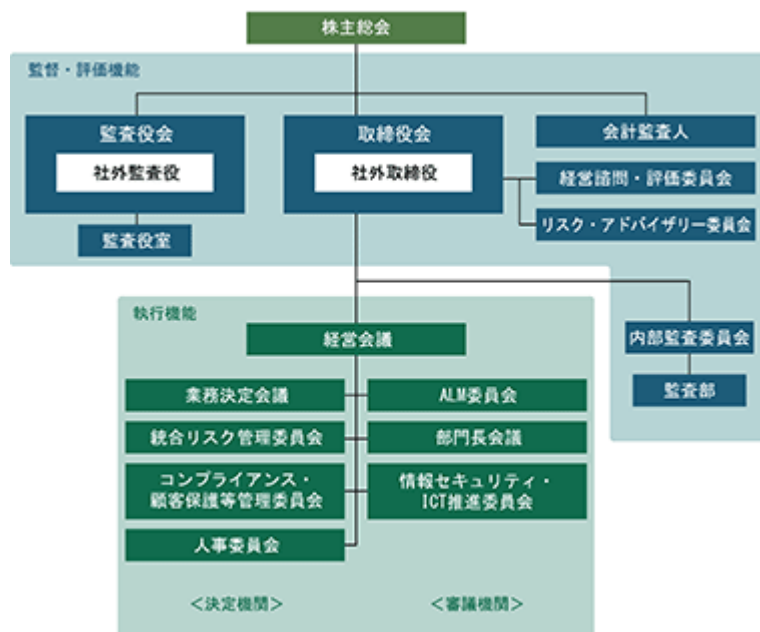 株主総会
監督・評価機能
監査役会
社外監査役
監査役室
取締役会
社外取締役
会計監査人
経営諮問・評価委員会
リスク・アドバイザリー委員会
内部監査委員会
監査部
執行機能
経営会議
業務決定会議
ALM委員会
統合リスク管理委員会
部門長会議
コンプライアンス・
顧客保護等管理委員会
情報セキュリティ・
ICT推進委員会
人事委員会
＜決定機関＞
＜審議機関＞